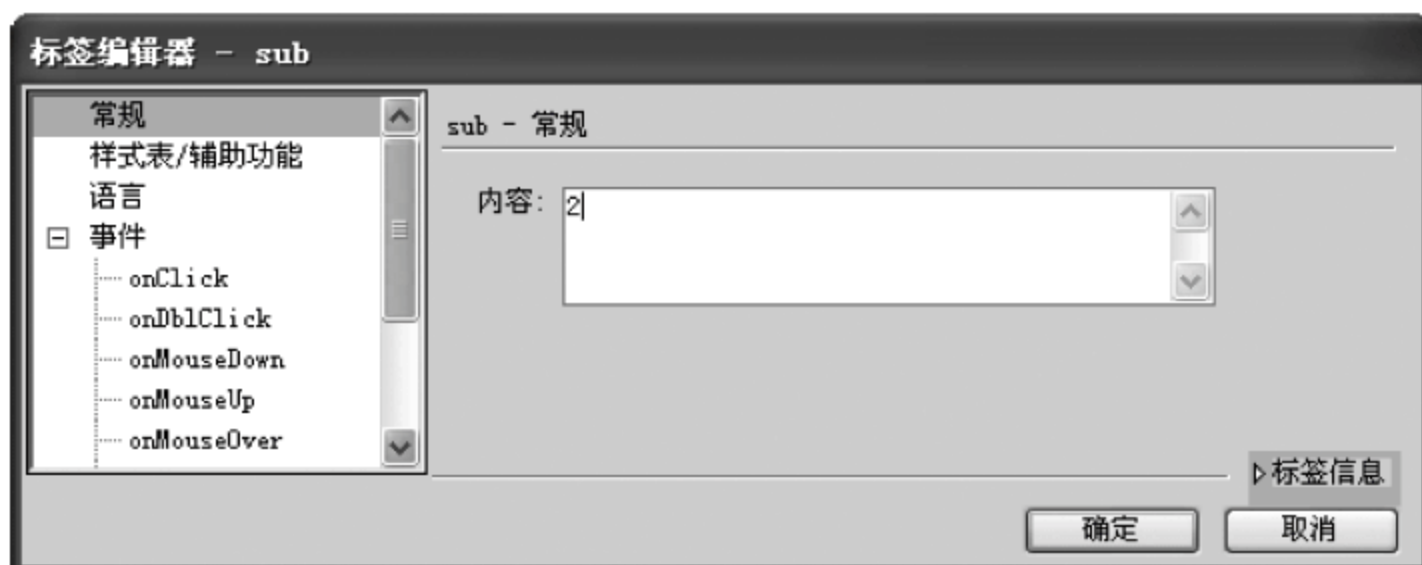 标签编辑器 - sub
常规
样式表/辅助功能
语言
事件
onClick
onDblClick
onMouseDown
onMouseUp
onMouseOver
sub - 常规
内容: 2
标签信息
确定
取消